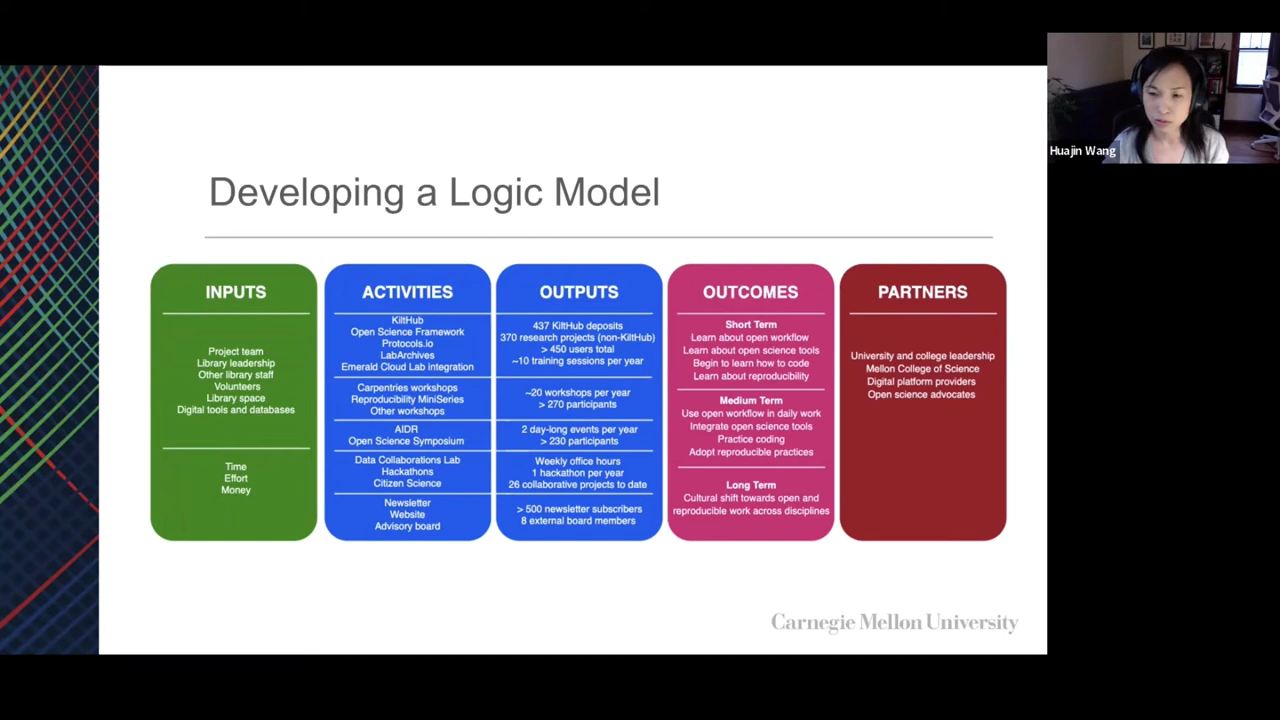 Huajin Wang
Developing a Logic Model
INPUTS
Project team
Library leadership
Other library staff
Volunteers
Library space
Digital tools and databases
Time
Effort
Money
ACTIVITIES
KiltHub
Open Science Framework
Protocols.io
LabArchives
Emerald Cloud Lab integration
Carpentries workshops
Reproducibility MiniSeries
Other workshops
AIDR
Open Science Symposium
Data Collaborations Lab
Hackathons
Citizen Science
Newsletter
Website
Advisory board
OUTPUTS
437 KiltHub deposits
370 research projects (non-KiltHub)
> 450 users total
~10 training sessions per year
~20 workshops per year
> 270 participants
2 day-long events per year
> 230 participants
Weekly office hours
1 hackathon per year
26 collaborative projects to date
> 500 newsletter subscribers
8 external board members
OUTCOMES
Short Term
Learn about open workflow
Learn about open science tools
Begin to learn how to code
Learn about reproducibility
Medium Term
Use open workflow in daily work
Integrate open science tools
Practice coding
Adopt reproducible practices
Long Term
Cultural shift towards open and
reproducible work across disciplines
PARTNERS
University and college leadership
Mellon College of Science
Digital platform providers
Open science advocates
Carnegie Mellon University